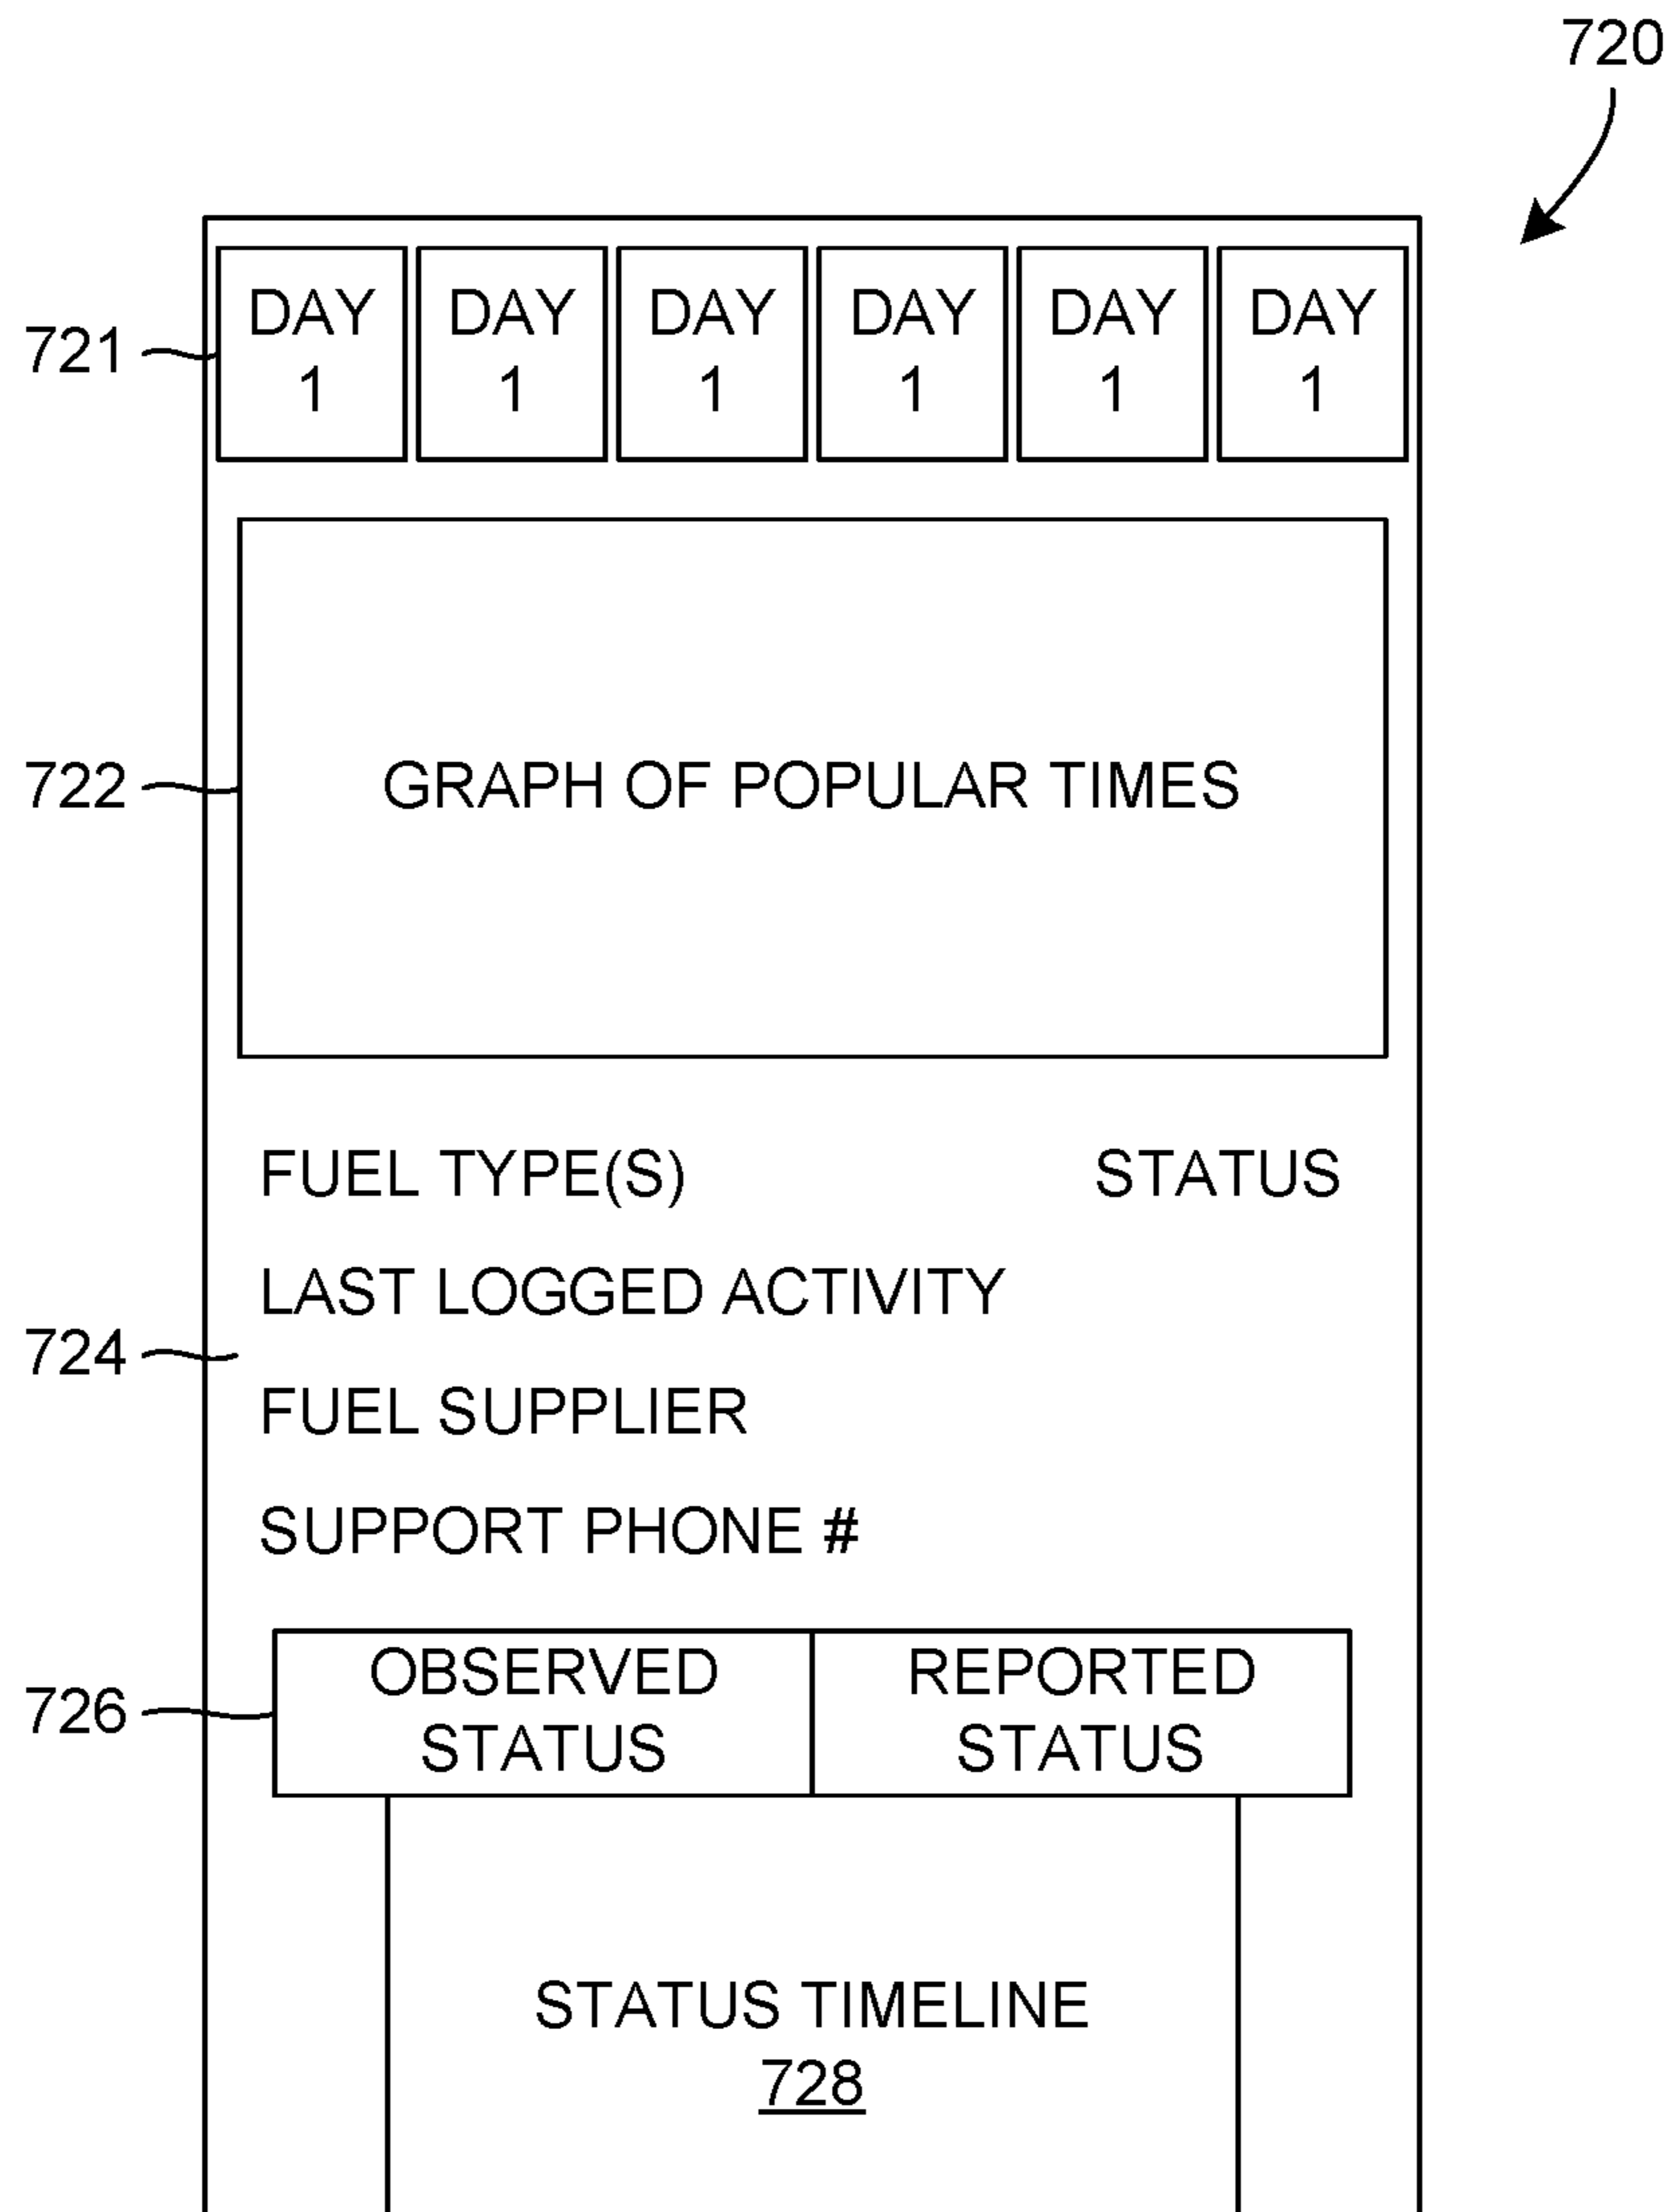 720
DAY DAY DAY DAY DAY DAY
721
1 1 1 1 1 1
722
GRAPH OF POPULAR TIMES
FUEL TYPE(S) STATUS
LAST LOGGED ACTIVITY
724
FUEL SUPPLIER
SUPPORT PHONE #
OBSERVED REPORTED
726
STATUS STATUS
STATUS TIMELINE
728